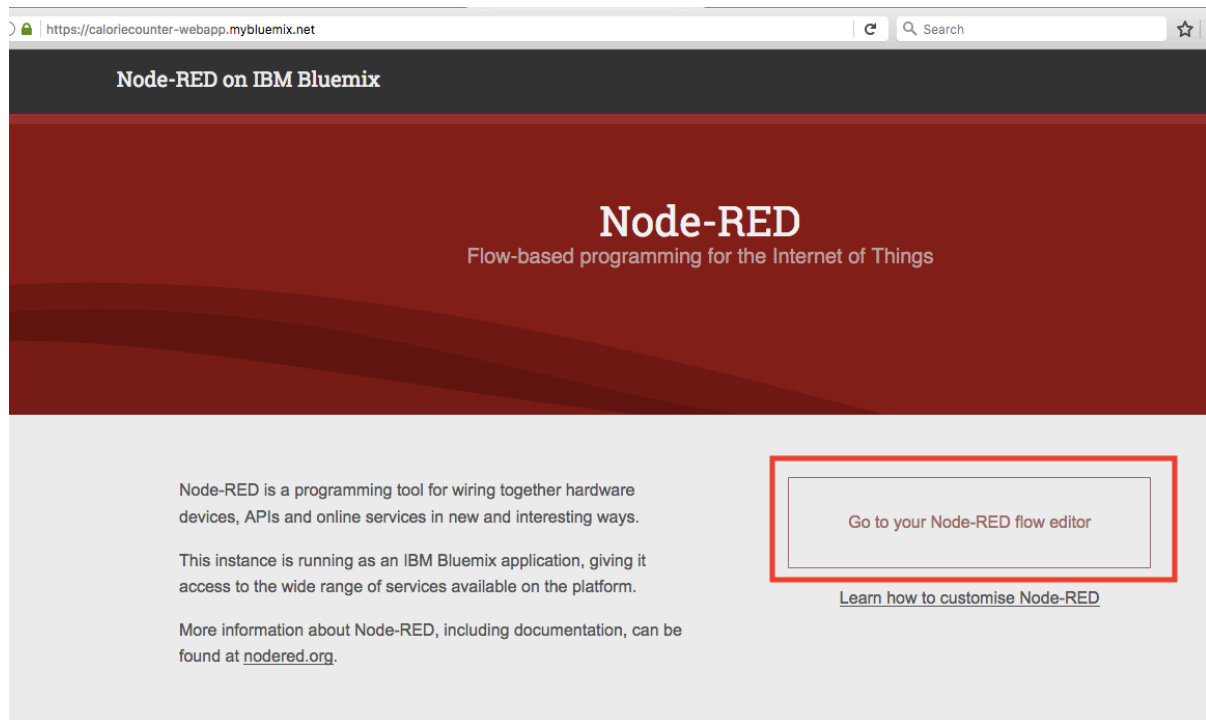 https://caloriecounter-webapp.mybluemix.net
Search
Node-RED on IBM Bluemix
Node-RED
Flow-based programming for the Internet of Things
Node-RED is a programming tool for wiring together hardware
devices, APIs and online services in new and interesting ways.
This instance is running as an IBM Bluemix application, giving it
access to the wide range of services available on the platform.
More information about Node-RED, including documentation, can be
found at nodered.org.
Go to your Node-RED flow editor
Learn how to customise Node-RED